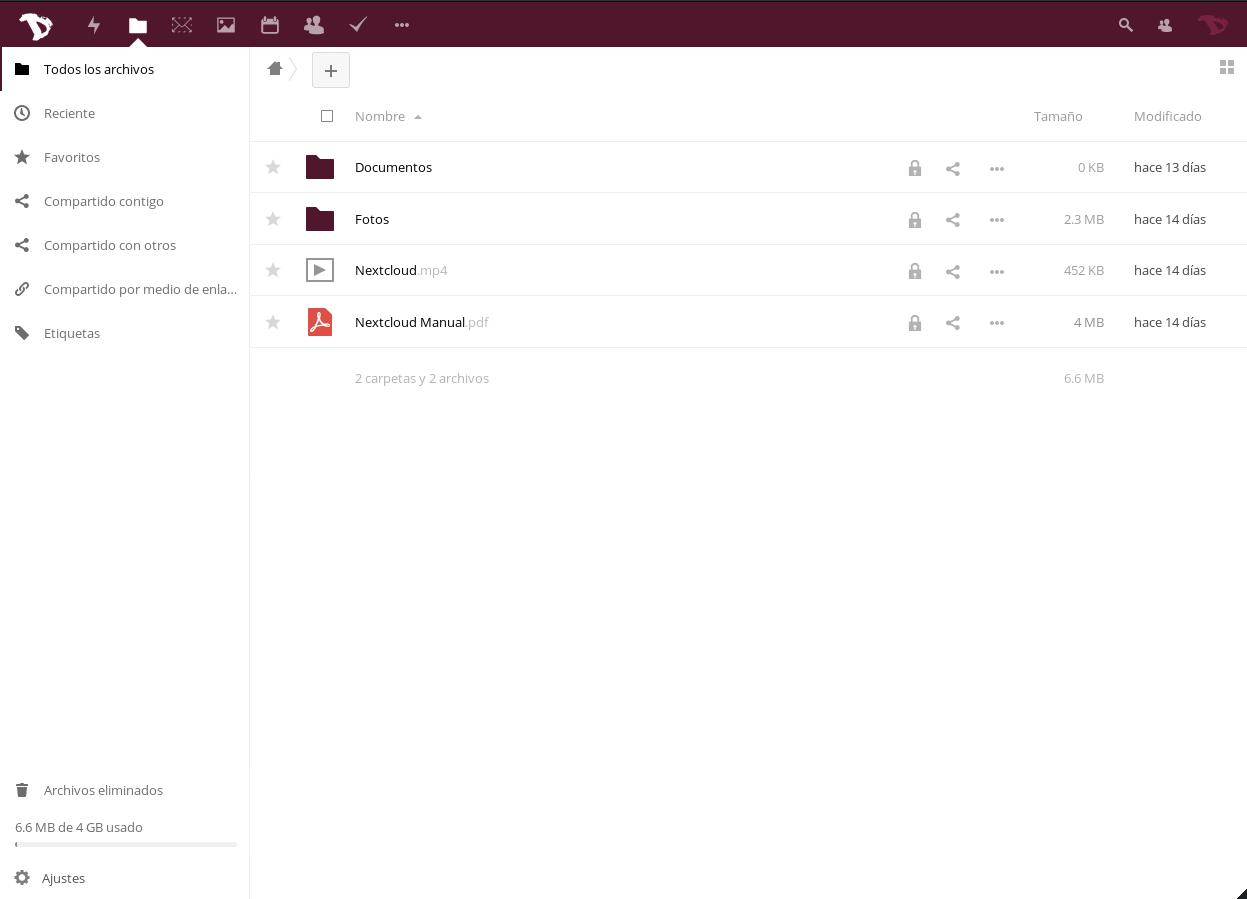 Todos los archivos
Reciente
Favoritos
Compartido contigo
Compartido con otros
Compartido por medio de enla...
Etiquetas
Nombre Tamaño Modificado
Documentos 0 KB hace 13 días
Fotos 2.3 MB hace 14 días
Nextcloud.mp4 452 KB hace 14 días
Nextcloud Manual.pdf 4 MB hace 14 días
2 carpetas y 2 archivos 6.6 MB
Archivos eliminados
6.6 MB de 4 GB usado
Ajustes